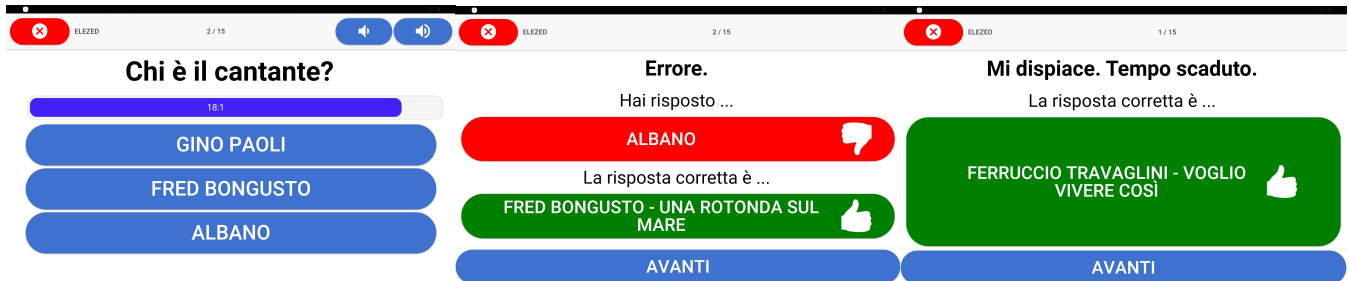 ELEZED
2 / 15
Chi è il cantante?
18:1
GINO PAOLI
FRED BONGUSTO
ALBANO
ELEZED
2 / 15
Errore.
Hai risposto ...
ALBANO
La risposta corretta è ...
FRED BONGUSTO - UNA ROTONDA SUL
MARE
AVANTI
ELEZED
1 / 15
Mi dispiace. Tempo scaduto.
La risposta corretta è ...
FERRUCCIO TRAVAGLINI - VOGLIO
VIVERE COSÌ
AVANTI